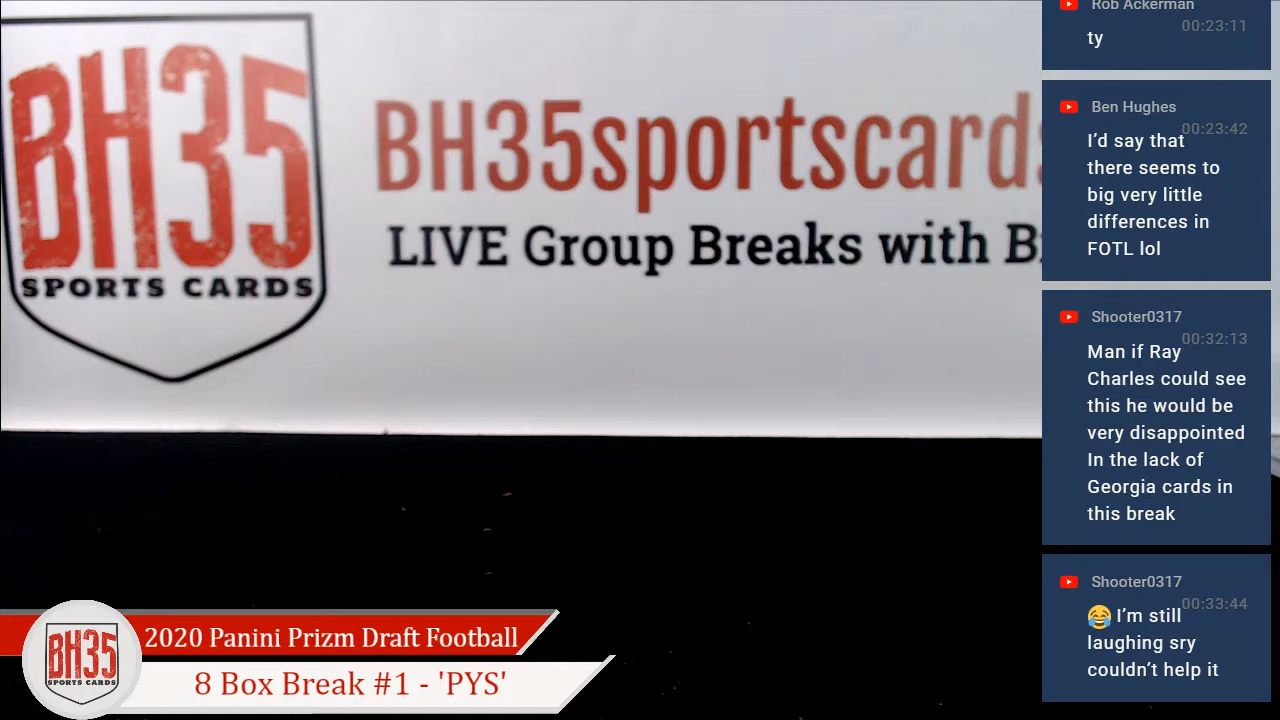 BH35
SPORTS CARDS
BH35sportscards
LIVE Group Breaks with B
2020 Panini Prizm Draft Football
8 Box Break #1 - 'PYS'
BH35
SPORTS CARDS
Rob Ackerman
00:23:11
ty
Ben Hughes
00:23:42
I’d say that
there seems to
big very little
differences in
FOTL lol
Shooter0317
00:32:13
Man if Ray
Charles could see
this he would be
very disappointed
In the lack of
Georgia cards in
this break
Shooter0317
00:33:44
😂 I’m still
laughing sry
couldn’t help it